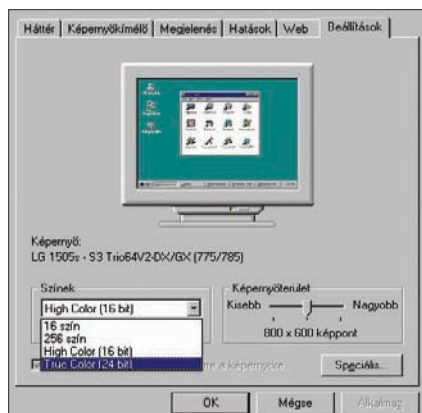 Háttér Képernyőkímélő Megjelenés Hatások Web Beállítások
Képernyő:
LG 1505s - S3 Trio64V2-DX/GX (775/785)
Színek
High Color (16 bit)
16 szín
256 szín
High Color (16 bit)
True Color (24 bit)
Képernyőterület
Kisebb Nagyobb
800 x 600 képpont
a képernyőre.
Speciális...
OK Mégse Alkalmaz